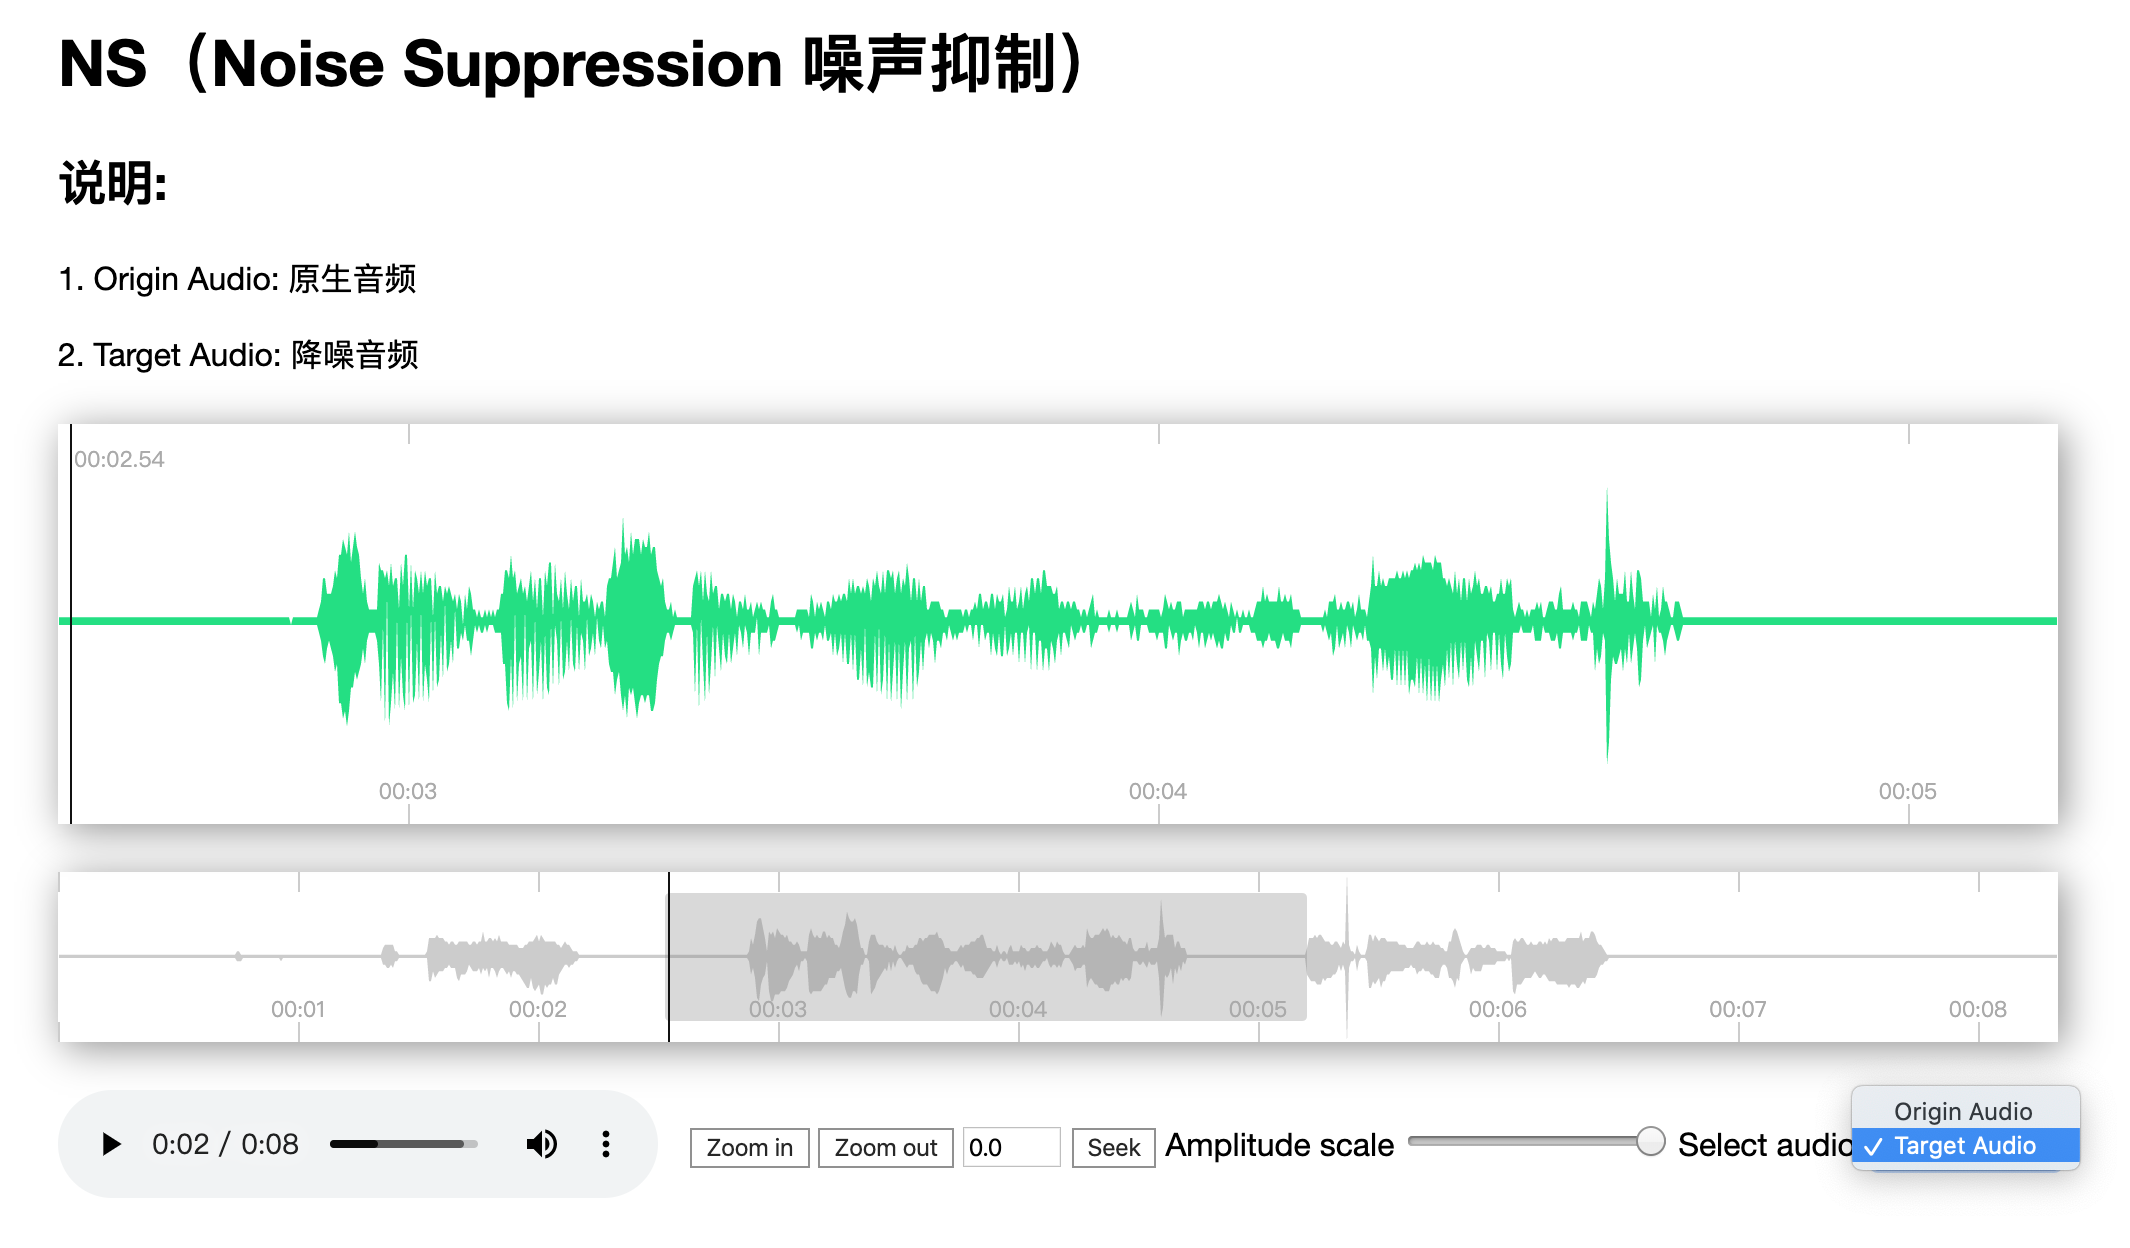 NS（Noise Suppression 噪声抑制）
说明:
1. Origin Audio: 原生音频
2. Target Audio: 降噪音频
00:02.54
00:03 00:04 00:05
00:01 00:02 00:03 00:04 00:05 00:06 00:07 00:08
0:02 / 0:08 Zoom in Zoom out 0.0 Seek Amplitude scale Select audio
Origin Audio
✓ Target Audio